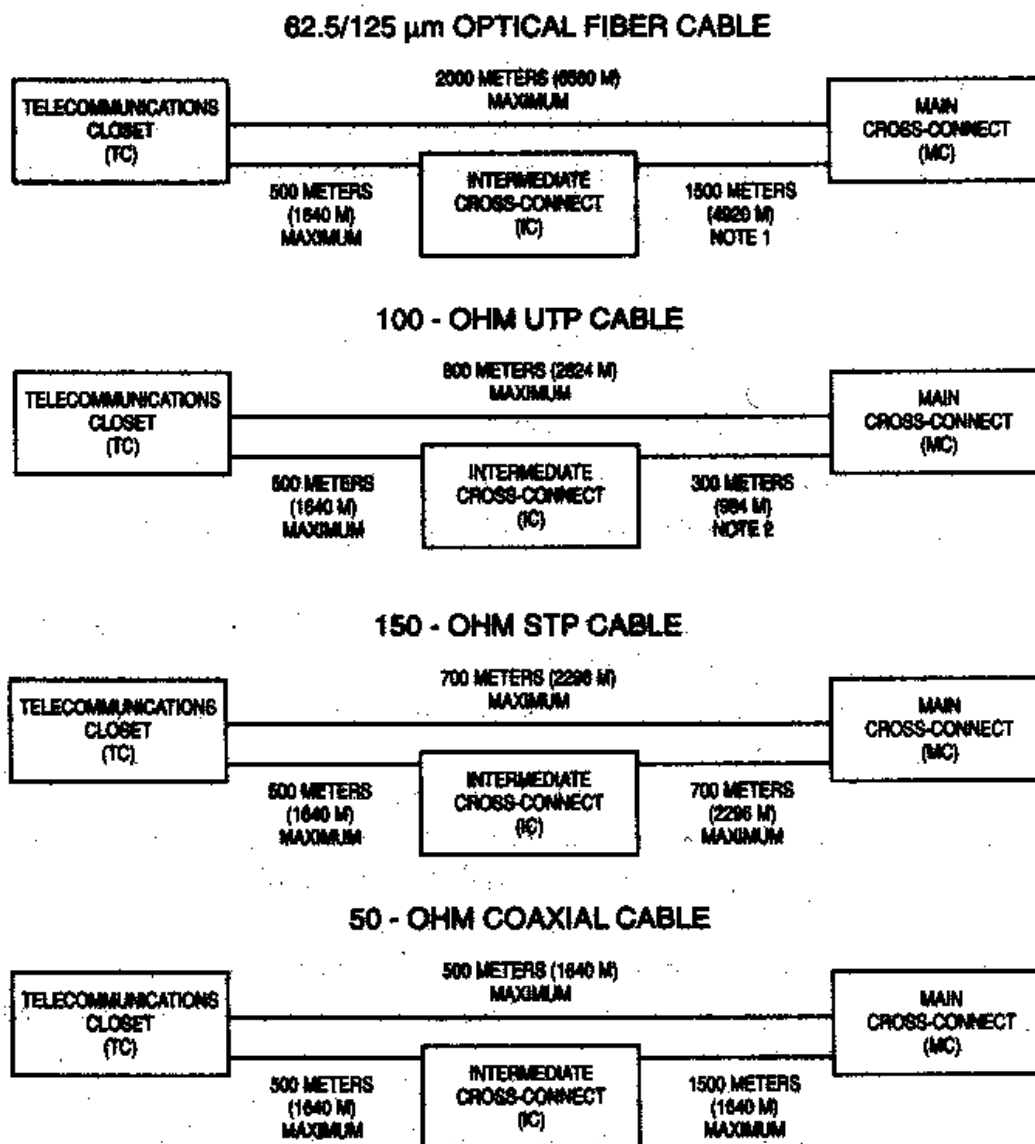 62.5/125 µm OPTICAL FIBER CABLE
2000 METERS (6560 M)
MAXIMUM
TELECOMMUNICATIONS
CLOSET
(TC)
MAIN
CROSS-CONNECT
(MC)
500 METERS
(1640 M)
MAXIMUM
INTERMEDIATE
CROSS-CONNECT
(IC)
1500 METERS
(4920 M)
NOTE 1
100 - OHM UTP CABLE
800 METERS (2624 M)
MAXIMUM
TELECOMMUNICATIONS
CLOSET
(TC)
MAIN
CROSS-CONNECT
(MC)
500 METERS
(1640 M)
MAXIMUM
INTERMEDIATE
CROSS-CONNECT
(IC)
300 METERS
(984 M)
NOTE 2
150 - OHM STP CABLE
700 METERS (2296 M)
MAXIMUM
TELECOMMUNICATIONS
CLOSET
(TC)
MAIN
CROSS-CONNECT
(MC)
500 METERS
(1640 M)
MAXIMUM
INTERMEDIATE
CROSS-CONNECT
(IC)
700 METERS
(2296 M)
MAXIMUM
50 - OHM COAXIAL CABLE
500 METERS (1640 M)
MAXIMUM
TELECOMMUNICATIONS
CLOSET
(TC)
MAIN
CROSS-CONNECT
(MC)
500 METERS
(1640 M)
MAXIMUM
INTERMEDIATE
CROSS-CONNECT
(IC)
1500 METERS
(1640 M)
MAXIMUM